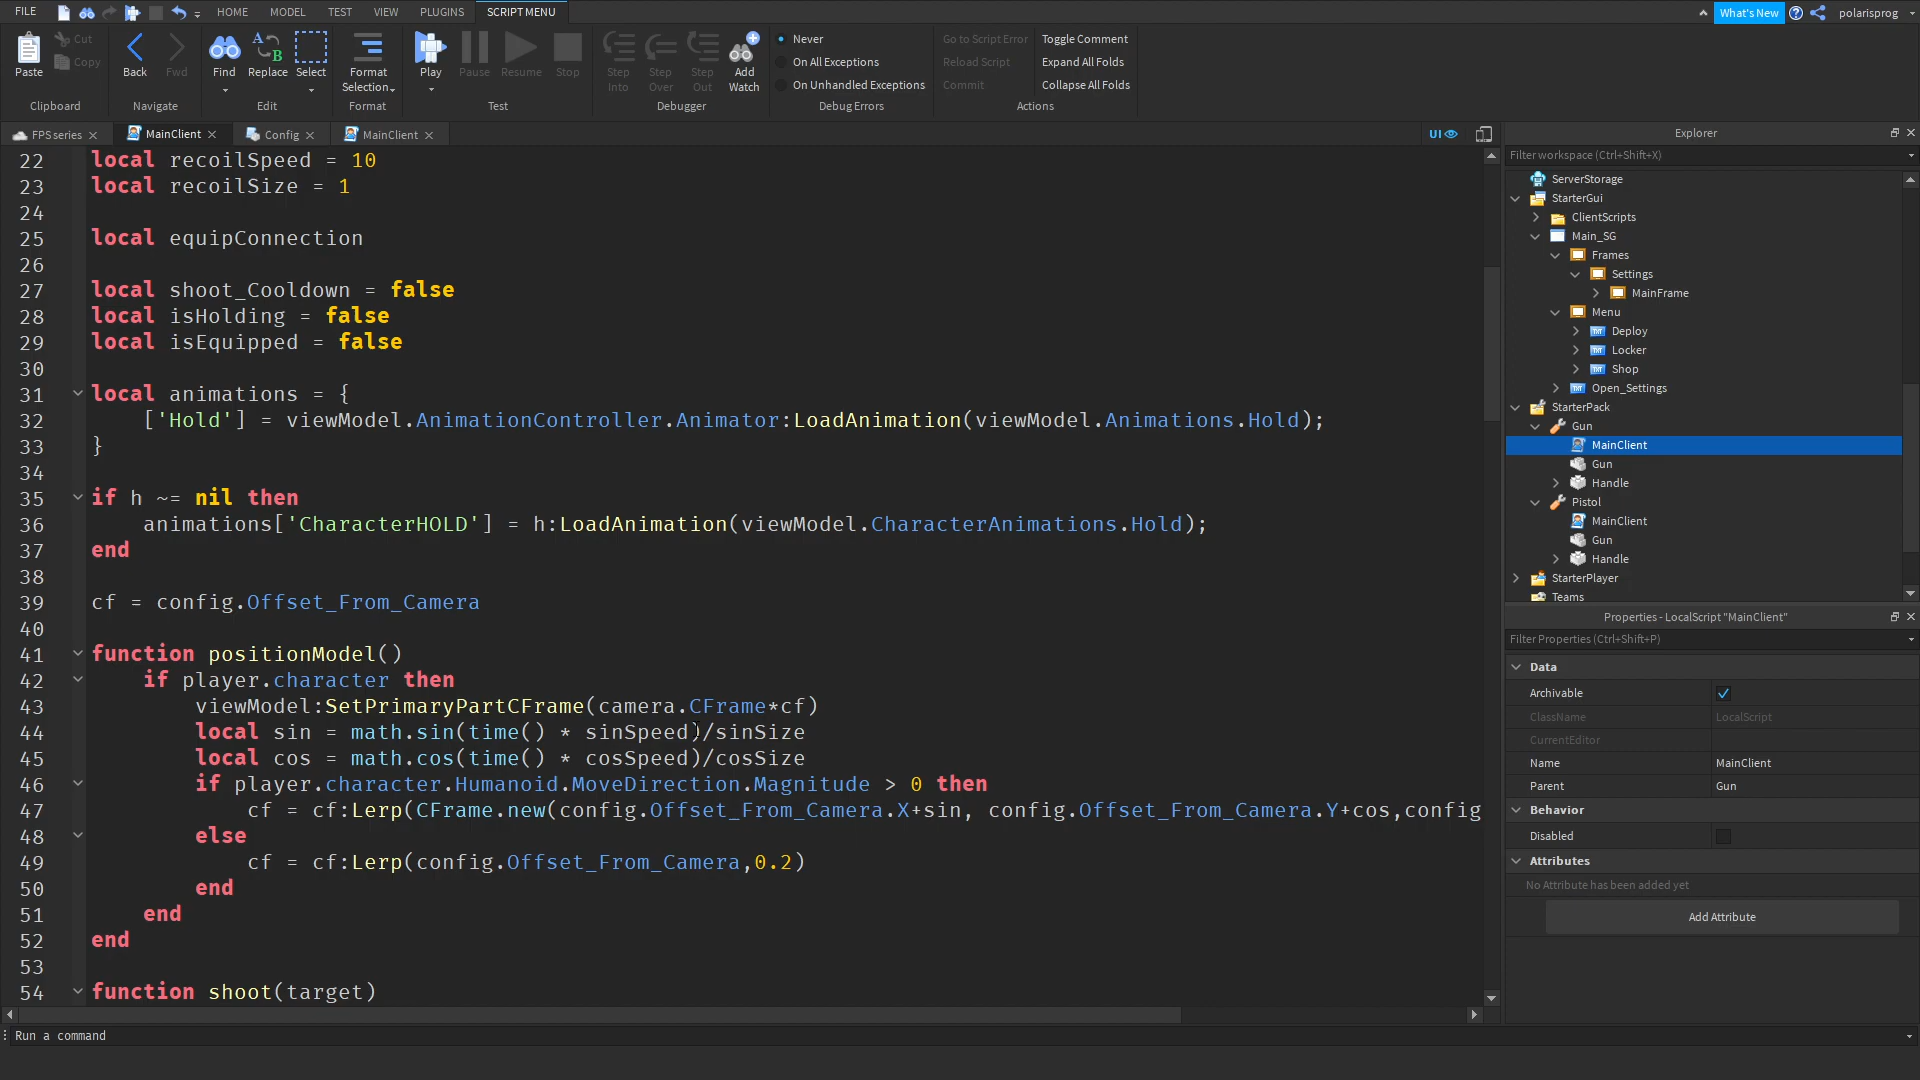 FILE HOME MODEL TEST VIEW PLUGINS SCRIPT MENU What's New polarisprog
Paste Cut Copy Clipboard
Back Fwd Navigate
Find Replace Select Edit
Format Selection Format
Play Pause Resume Stop Test
Step Into Step Over Step Out Add Watch Debugger
Never
On All Exceptions
On Unhandled Exceptions
Debug Errors
Go to Script Error Toggle Comment
Reload Script Expand All Folds
Commit Collapse All Folds
Actions
FPS series MainClient Config MainClient UI
22 local recoilSpeed = 10
23 local recoilSize = 1
24
25 local equipConnection
26
27 local shoot_Cooldown = false
28 local isHolding = false
29 local isEquipped = false
30
31 local animations = {
32 ['Hold'] = viewModel.AnimationController.Animator:LoadAnimation(viewModel.Animations.Hold);
33 }
34
35 if h ~= nil then
36 animations['CharacterHOLD'] = h:LoadAnimation(viewModel.CharacterAnimations.Hold);
37 end
38
39 cf = config.Offset_From_Camera
40
41 function positionModel()
42 if player.character then
43 viewModel:SetPrimaryPartCFrame(camera.CFrame*cf)
44 local sin = math.sin(time() * sinSpeed)/sinSize
45 local cos = math.cos(time() * cosSpeed)/cosSize
46 if player.character.Humanoid.MoveDirection.Magnitude > 0 then
47 cf = cf:Lerp(CFrame.new(config.Offset_From_Camera.X+sin, config.Offset_From_Camera.Y+cos,config
48 else
49 cf = cf:Lerp(config.Offset_From_Camera,0.2)
50 end
51 end
52 end
53
54 function shoot(target)
Run a command
Explorer
Filter workspace (Ctrl+Shift+X)
ServerStorage
StarterGui
ClientScripts
Main_SG
Frames
Settings
MainFrame
Menu
Deploy
Locker
Shop
Open_Settings
StarterPack
Gun
MainClient
Gun
Handle
Pistol
MainClient
Gun
Handle
StarterPlayer
Teams
Properties - LocalScript "MainClient"
Filter Properties (Ctrl+Shift+P)
Data
Archivable
ClassName LocalScript
CurrentEditor
Name MainClient
Parent Gun
Behavior
Disabled
Attributes
No Attribute has been added yet
Add Attribute